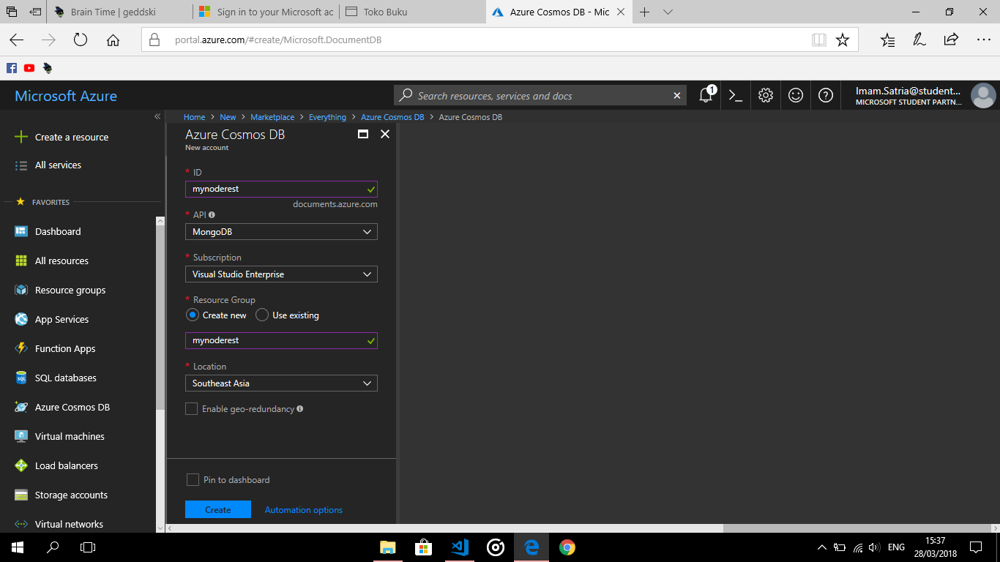 Brain Time | geddski
Sign in to your Microsoft ac
Toko Buku
Azure Cosmos DB - Mic
portal.azure.com/#create/Microsoft.DocumentDB
Microsoft Azure
Search resources, services and docs
1
Imam.Satria@student...
MICROSOFT STUDENT PARTN...
Home > New > Marketplace > Everything > Azure Cosmos DB > Azure Cosmos DB
Create a resource
All services
FAVORITES
Dashboard
All resources
Resource groups
App Services
Function Apps
SQL databases
Azure Cosmos DB
Virtual machines
Load balancers
Storage accounts
Virtual networks
Azure Cosmos DB
New account
* ID
mynoderest
documents.azure.com
* API
MongoDB
* Subscription
Visual Studio Enterprise
* Resource Group
Create new Use existing
mynoderest
* Location
Southeast Asia
Enable geo-redundancy
Pin to dashboard
Create Automation options
ENG
15:37
28/03/2018